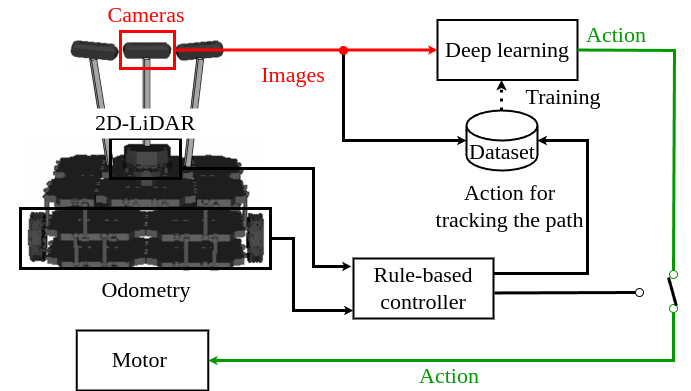 Cameras
Deep learning
Action
Images
Training
2D-LiDAR
Dataset
Action for
tracking the path
Rule-based
controller
Odometry
Motor
Action